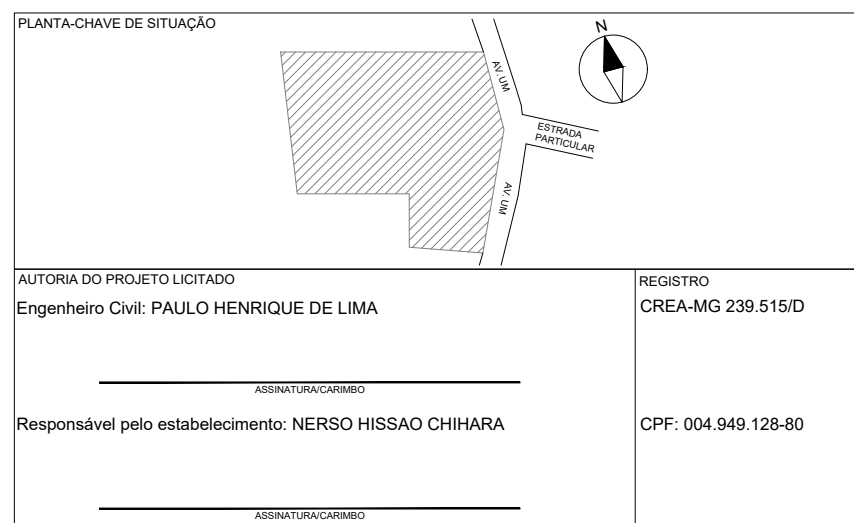 PLANTA-CHAVE DE SITUAÇÃO
N
AV. UM
ESTRADA
PARTICULAR
AV. UM
AUTORIA DO PROJETO LICITADO
REGISTRO
Engenheiro Civil: PAULO HENRIQUE DE LIMA
CREA-MG 239.515/D
ASSINATURA/CARIMBO
Responsável pelo estabelecimento: NERSO HISSAO CHIHARA
CPF: 004.949.128-80
ASSINATURA/CARIMBO